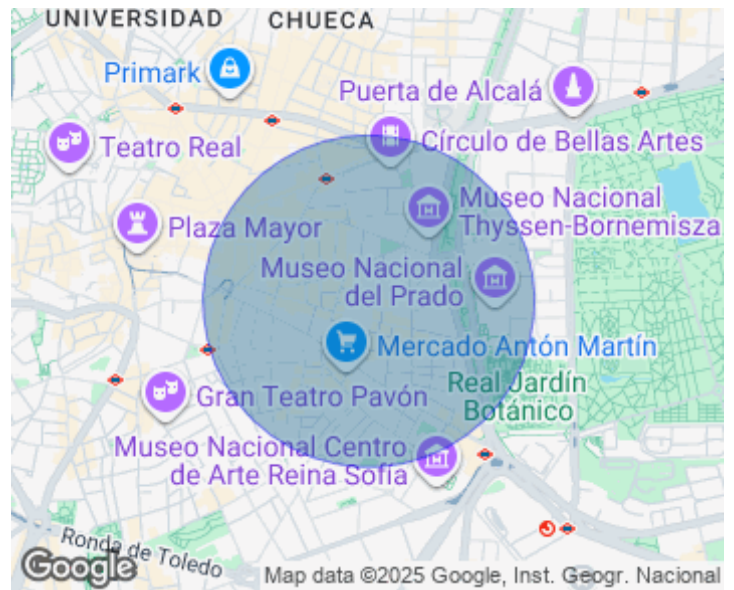 UNIVERSIDAD
CHUECA
Primark
Puerta de Alcalá
Teatro Real
Círculo de Bellas Artes
Museo Nacional
Thyssen-Bornemisza
Plaza Mayor
Museo Nacional
del Prado
Mercado Antón Martín
Real Jardín
Botánico
Gran Teatro Pavón
Museo Nacional Centro
de Arte Reina Sofía
Ronda de Toledo
Google
Map data ©2025 Google, Inst. Geogr. Nacional